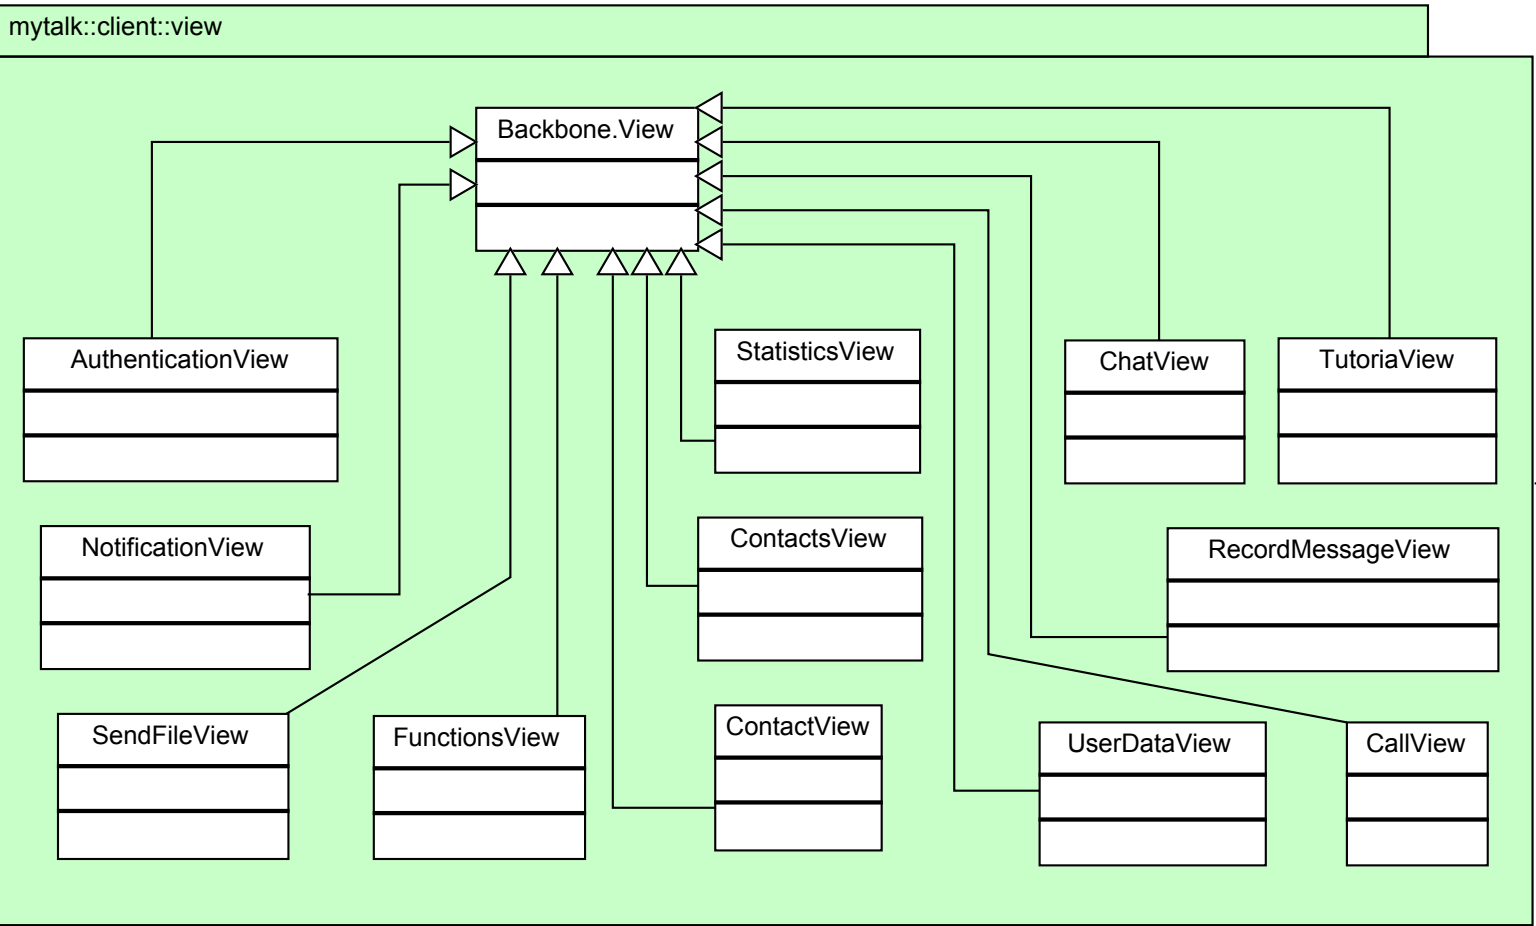 mytalk::client::view
Backbone.View
AuthenticationView
StatisticsView
ChatView
TutoriaView
NotificationView
ContactsView
RecordMessageView
SendFileView
FunctionsView
ContactView
UserDataView
CallView